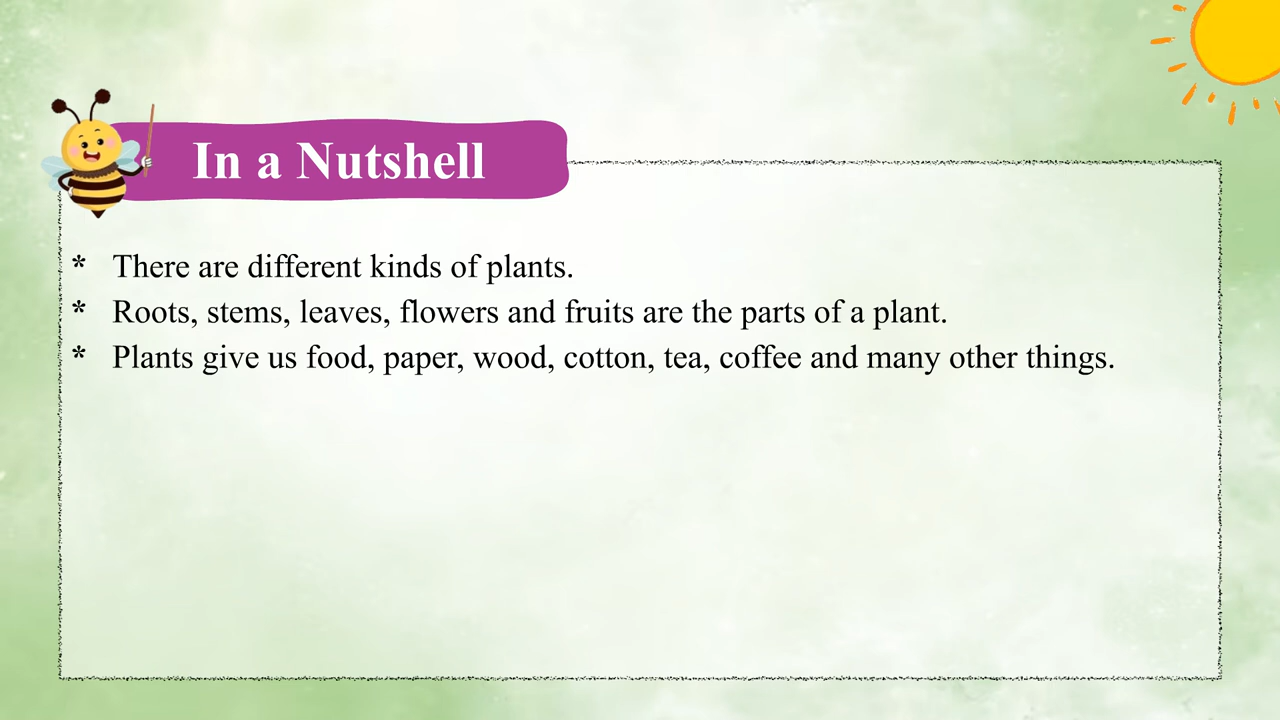 In a Nutshell
* There are different kinds of plants.
* Roots, stems, leaves, flowers and fruits are the parts of a plant.
* Plants give us food, paper, wood, cotton, tea, coffee and many other things.